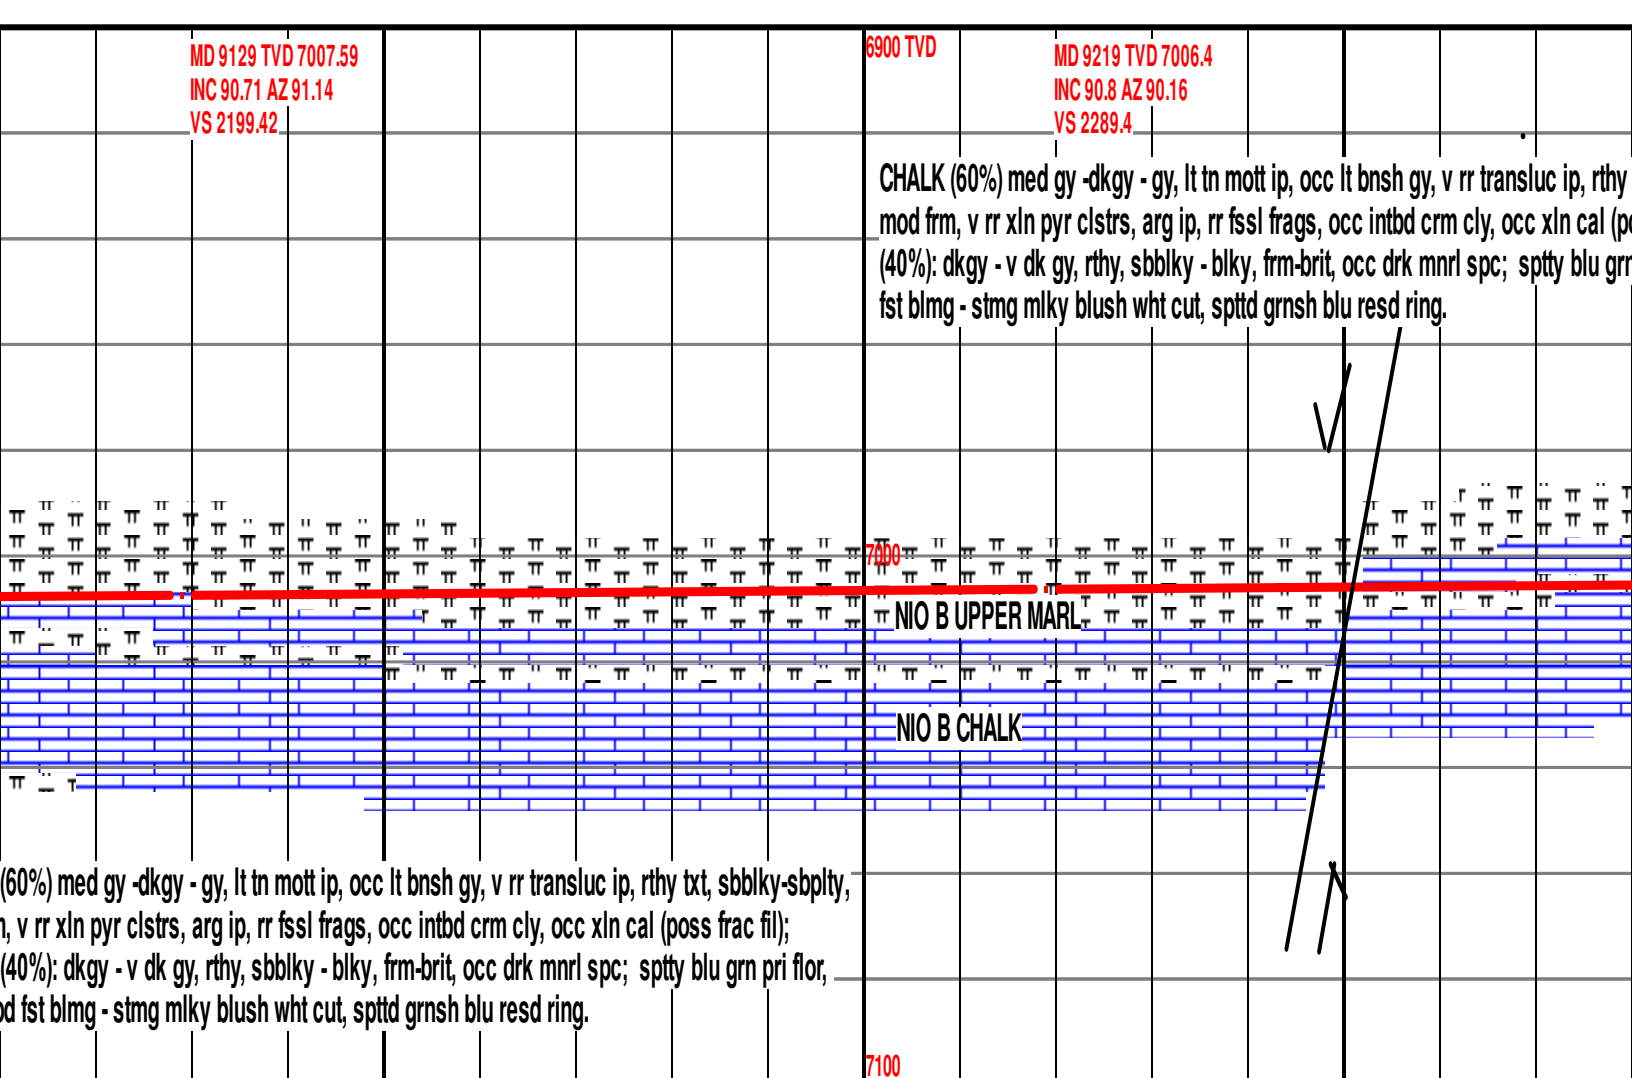 MD 9129 TVD 7007.59
INC 90.71 AZ 91.14
VS 2199.42
6900 TVD
MD 9219 TVD 7006.4
INC 90.8 AZ 90.16
VS 2289.4
CHALK (60%) med gy -dkgy - gy, lt tn mott ip, occ lt bnsh gy, v rr transluc ip, rthy
mod frm, v rr xln pyr clstrs, arg ip, rr fssl frags, occ intbd crm cly, occ xln cal
(40%): dkgy - v dk gy, rthy, sbblky - blky, frm-brit, occ drk mnrl spc; sptty blu grn
fst blmg - stmg mlky blush wht cut, spttd grnsh blu resd ring.
7000
NIO B UPPER MARL
NIO B CHALK
(60%) med gy -dkgy - gy, lt tn mott ip, occ lt bnsh gy, v rr transluc ip, rthy txt, sbblky-sbplty,
, v rr xln pyr clstrs, arg ip, rr fssl frags, occ intbd crm cly, occ xln cal (poss frac fil);
(40%): dkgy - v dk gy, rthy, sbblky - blky, frm-brit, occ drk mnrl spc; sptty blu grn pri flor,
fst blmg - stmg mlky blush wht cut, spttd grnsh blu resd ring.
7100